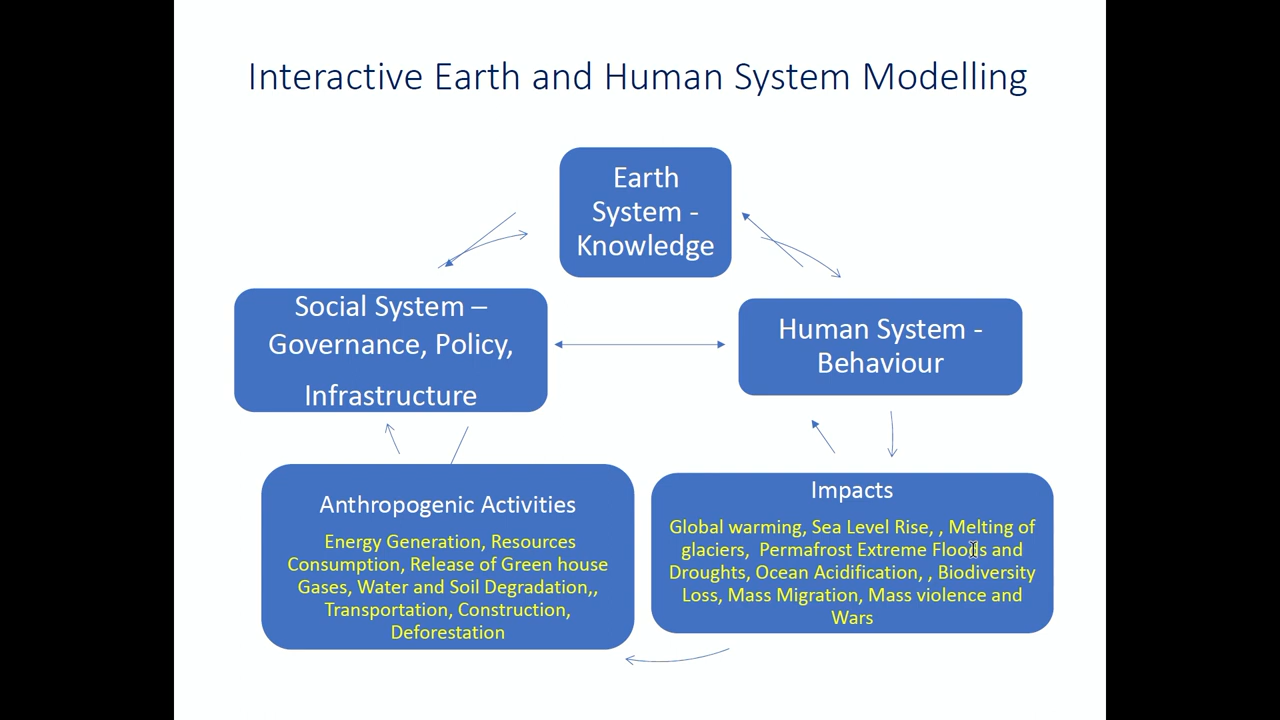 Interactive Earth and Human System Modelling
Earth
System -
Knowledge
Social System –
Governance, Policy,
Infrastructure
Human System -
Behaviour
Anthropogenic Activities
Energy Generation, Resources
Consumption, Release of Green house
Gases, Water and Soil Degradation,,
Transportation, Construction,
Deforestation
Impacts
Global warming, Sea Level Rise, , Melting of
glaciers, Permafrost Extreme Floods and
Droughts, Ocean Acidification, , Biodiversity
Loss, Mass Migration, Mass violence and
Wars